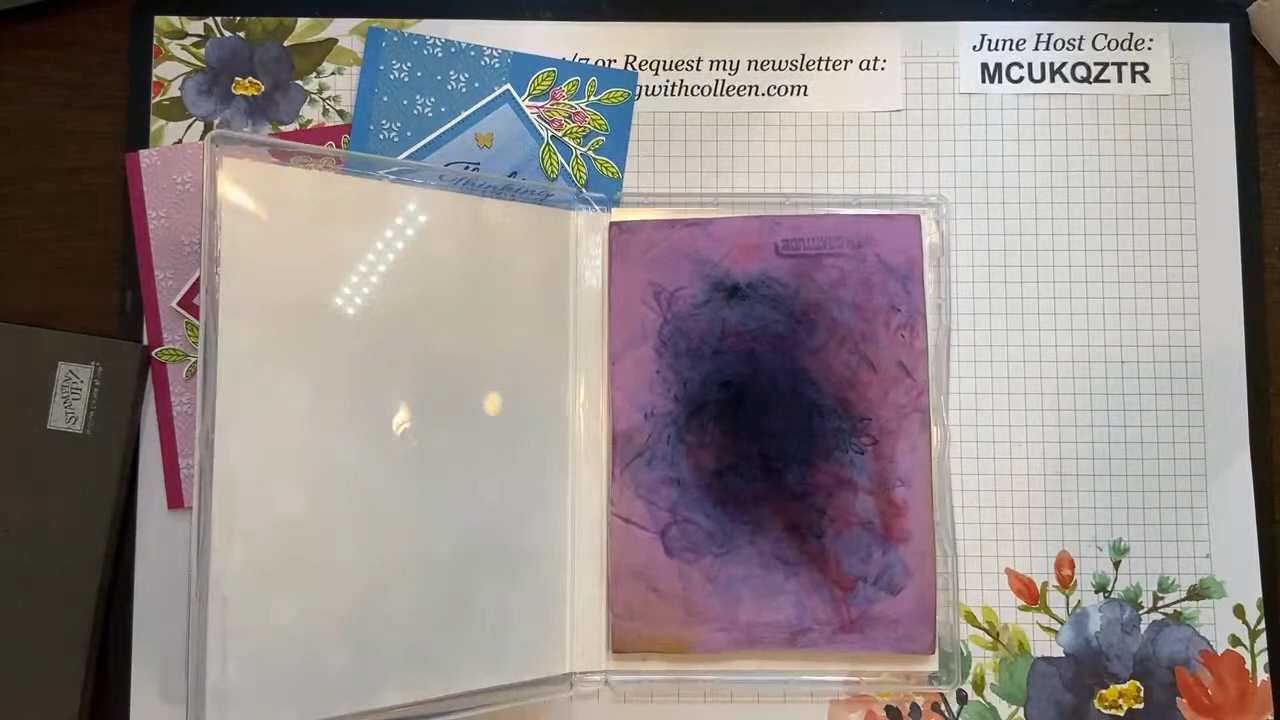 or Request my newsletter at:
gwithcolleen.com
June Host Code:
MCUKQZTR
Thinking
STAMPIN'
UP!